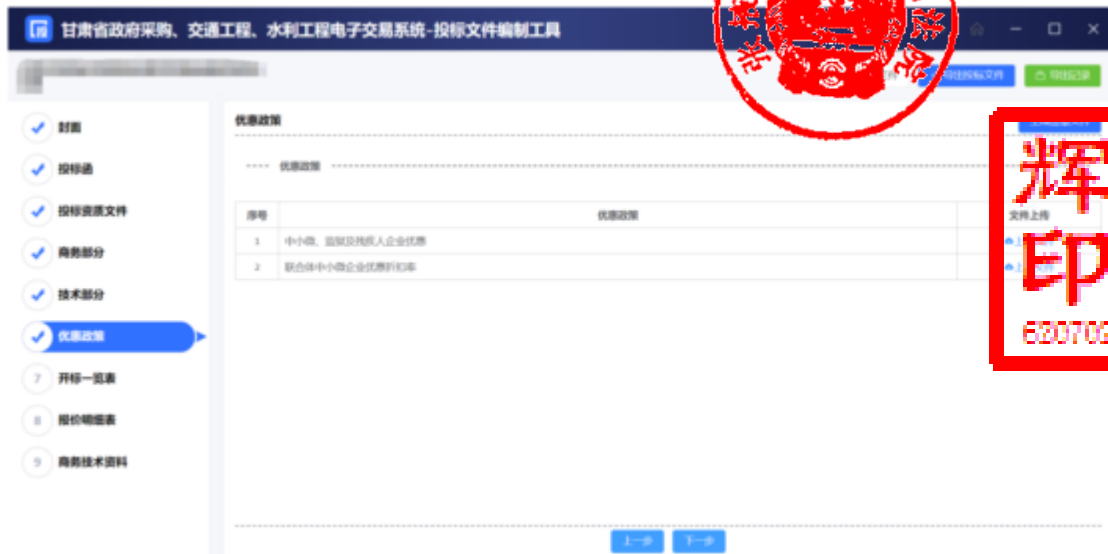 甘肃省政府采购、交通工程、水利工程电子交易系统-投标文件编制工具
导出投标文件
导出记录
封面
投标函
投标资质文件
商务部分
技术部分
优惠政策
7 开标一览表
8 报价明细表
9 商务技术资料
优惠政策
优惠政策
序号 优惠政策 文件上传
1 中小微、监狱及残疾人企业优惠
2 联合体中小微企业优惠折扣率
上一步 下一步
张
法
院
辉
印
620702